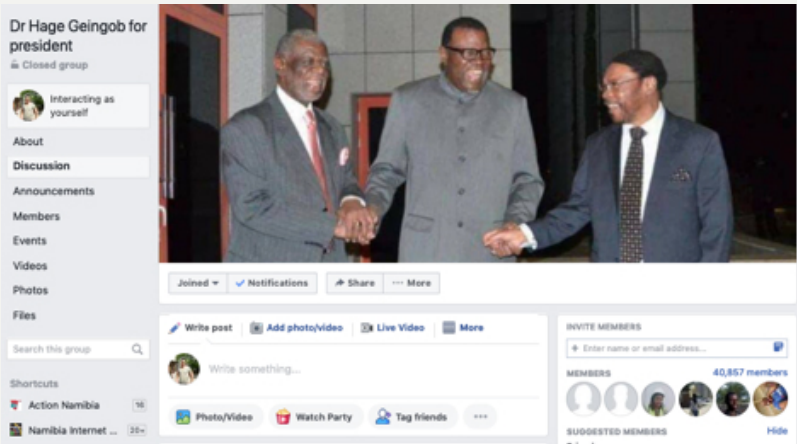 Dr Hage Geingob for
president
Closed group
Interacting as
yourself
About
Discussion
Announcements
Members
Events
Videos
Photos
Files
Search this group
Shortcuts
Action Namibia 16
Namibia Internet ... 20+
Joined Notifications Share ... More
Write post Add photo/video Live Video More
Write something...
Photo/Video Watch Party Tag friends ...
INVITE MEMBERS
+ Enter name or email address...
MEMBERS 40,857 members
SUGGESTED MEMBERS Hide